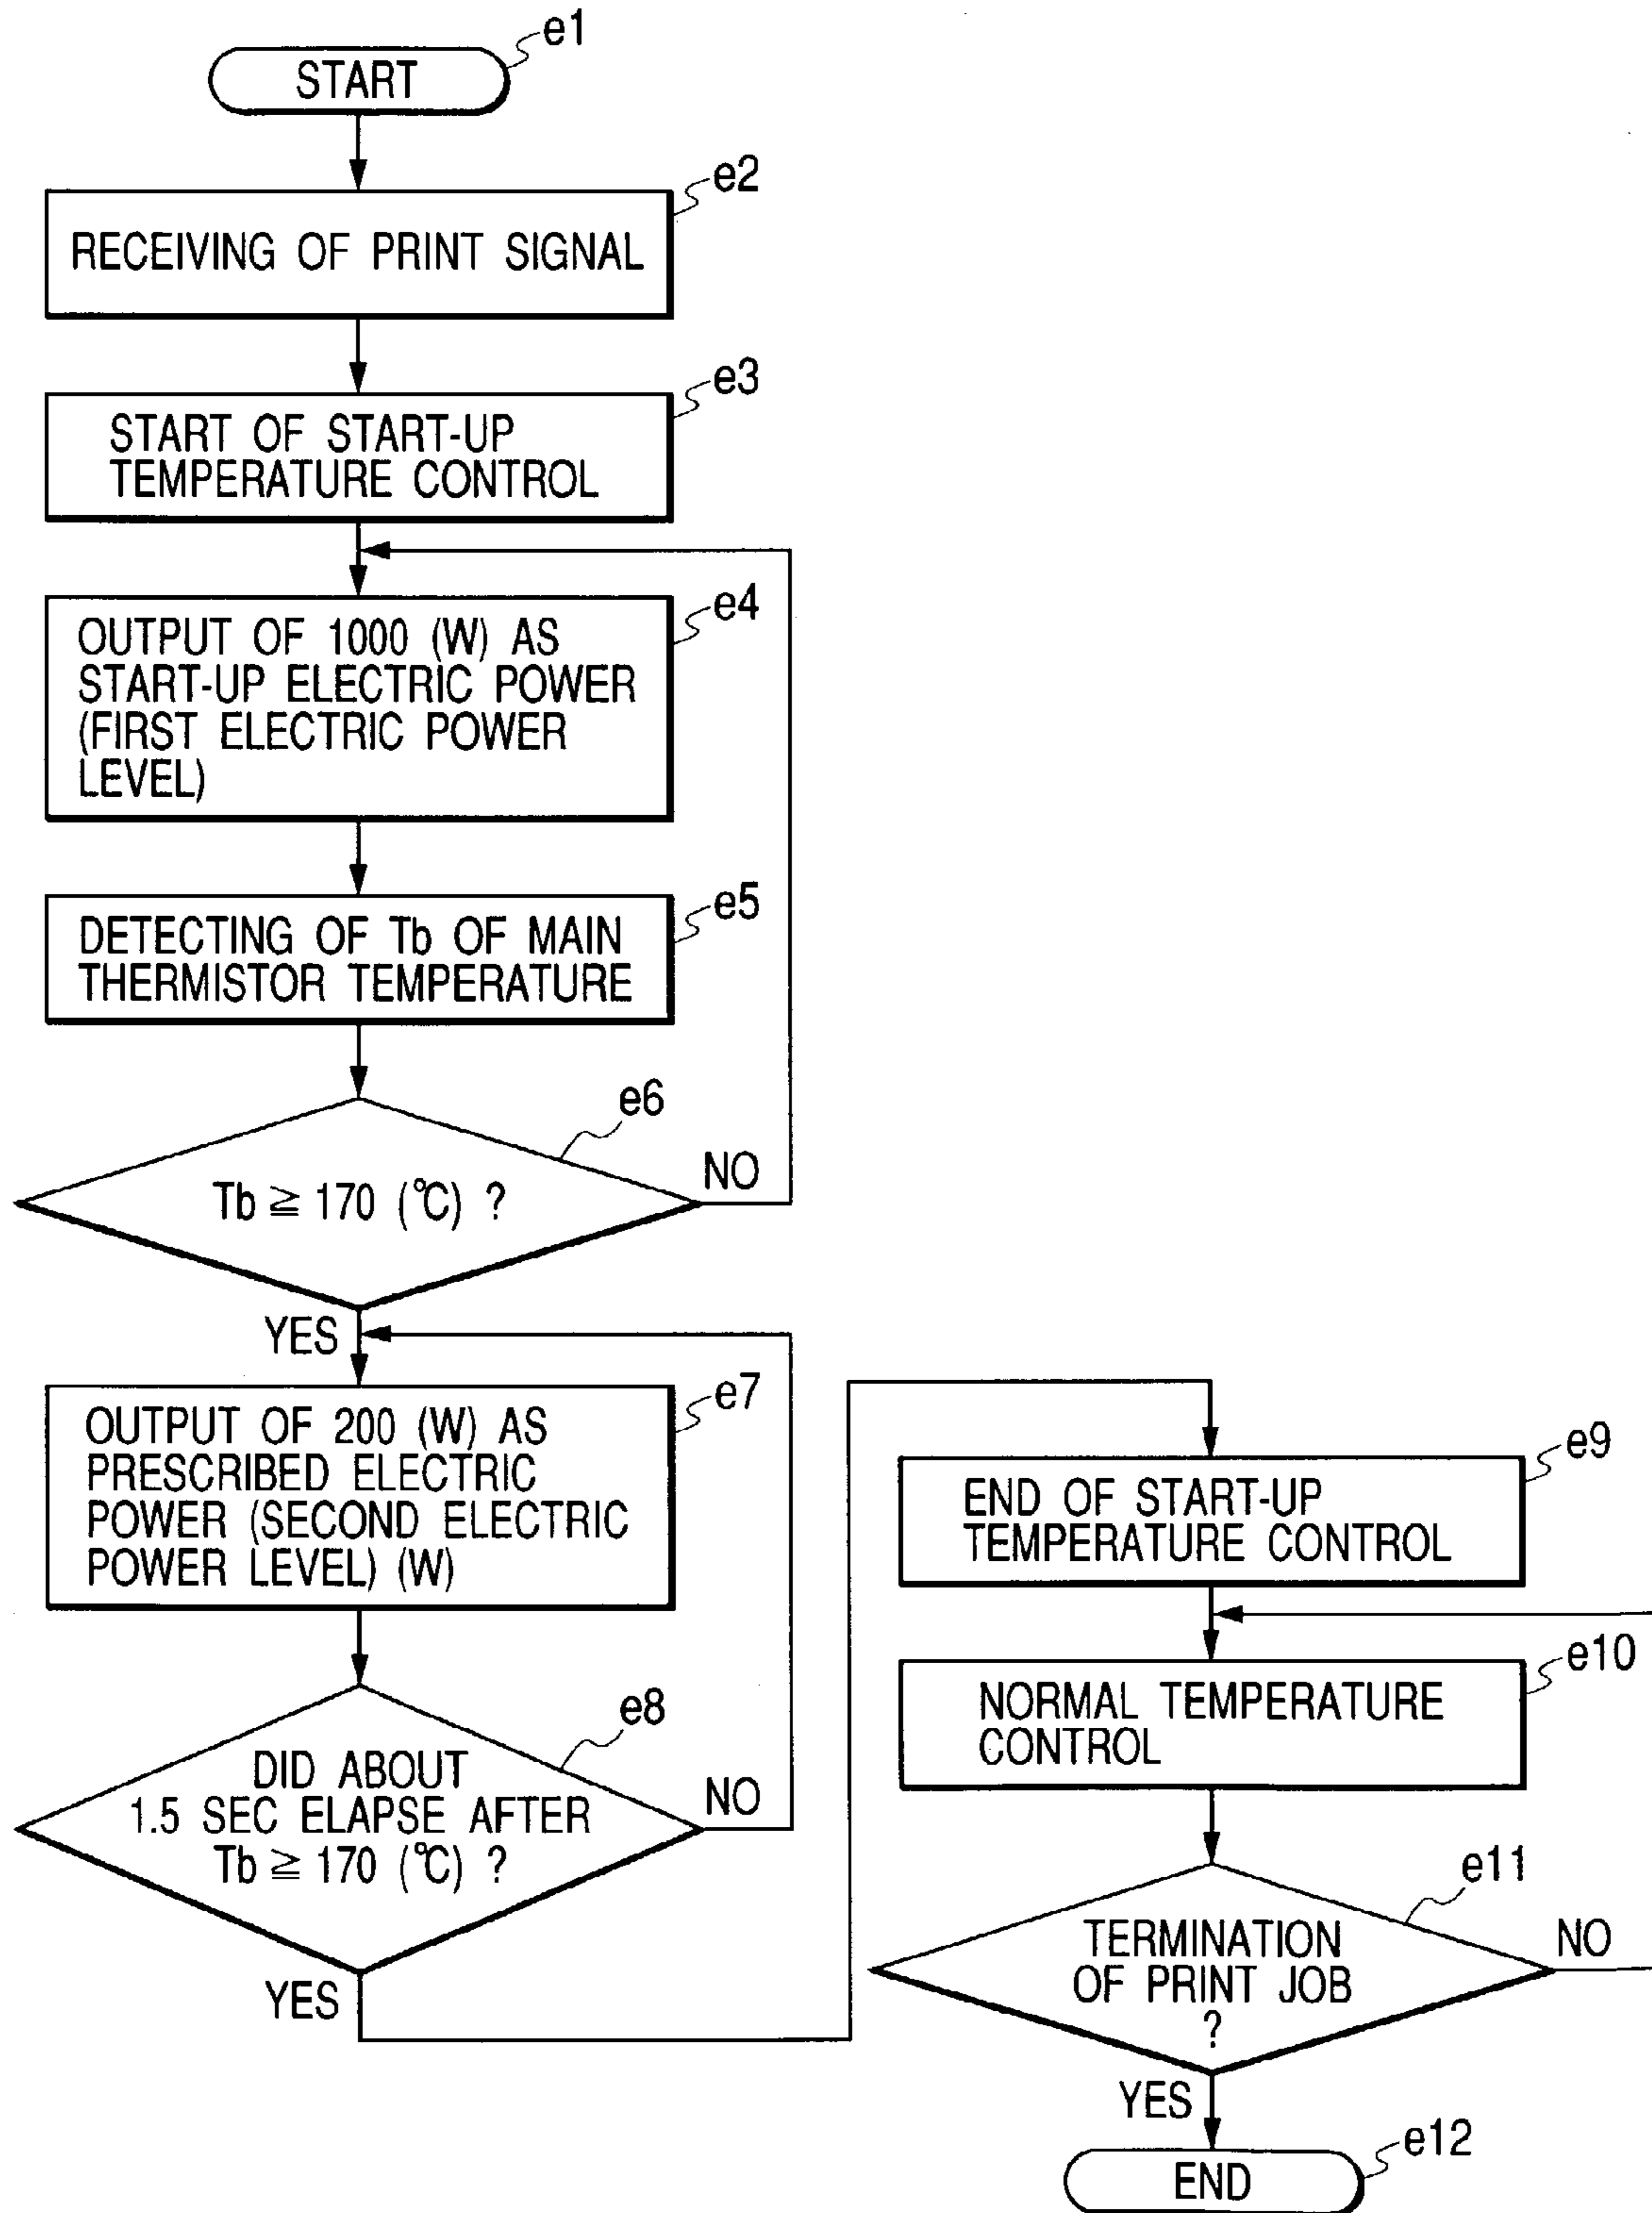 START
e1
RECEIVING OF PRINT SIGNAL
e2
START OF START-UP
TEMPERATURE CONTROL
e3
OUTPUT OF 1000 (W) AS
START-UP ELECTRIC POWER
(FIRST ELECTRIC POWER
LEVEL)
e4
DETECTING OF Tb OF MAIN
THERMISTOR TEMPERATURE
e5
Tb ≧ 170 (℃) ?
e6
NO
YES
OUTPUT OF 200 (W) AS
PRESCRIBED ELECTRIC
POWER (SECOND ELECTRIC
POWER LEVEL) (W)
e7
DID ABOUT
1.5 SEC ELAPSE AFTER
Tb ≧ 170 (℃) ?
e8
NO
YES
END OF START-UP
TEMPERATURE CONTROL
e9
NORMAL TEMPERATURE
CONTROL
e10
TERMINATION
OF PRINT JOB
?
e11
NO
YES
END
e12